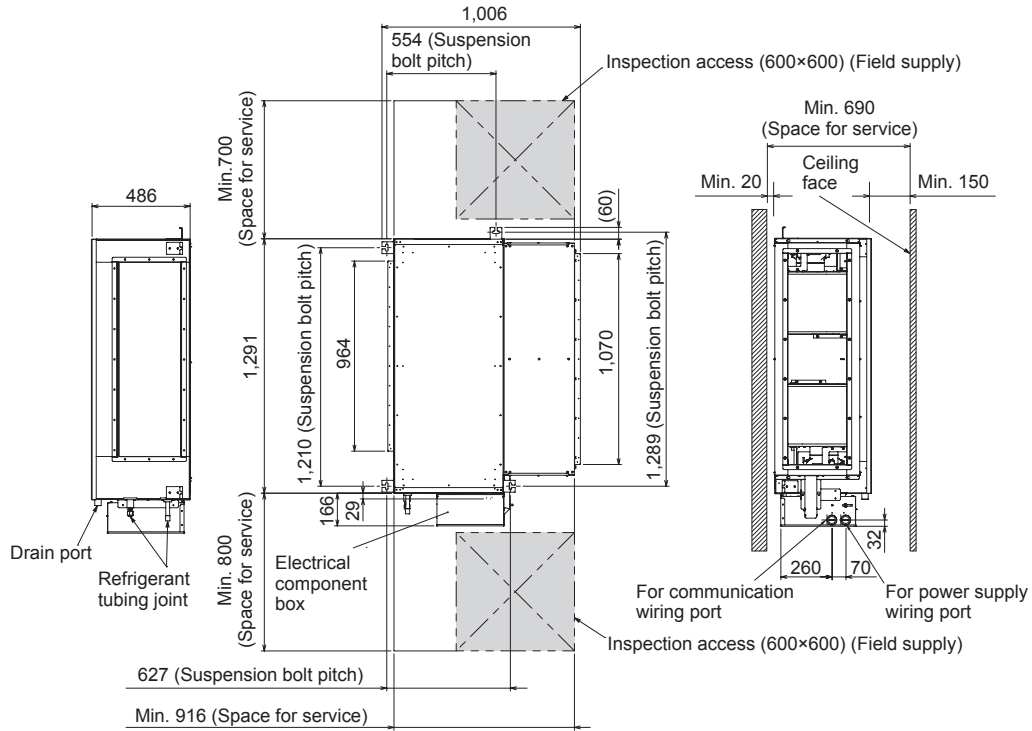 1,006
554 (Suspension
bolt pitch)
Inspection access (600×600) (Field supply)
Min.700
(Space for service)
Min. 690
(Space for service)
Ceiling
face
Min. 20
Min. 150
486
(60)
1,291
1,210 (Suspension bolt pitch)
964
1,070
1,289 (Suspension bolt pitch)
166
29
Drain port
Refrigerant
tubing joint
Min. 800
(Space for service)
Electrical
component
box
32
260
70
For communication
wiring port
For power supply
wiring port
Inspection access (600×600) (Field supply)
627 (Suspension bolt pitch)
Min. 916 (Space for service)